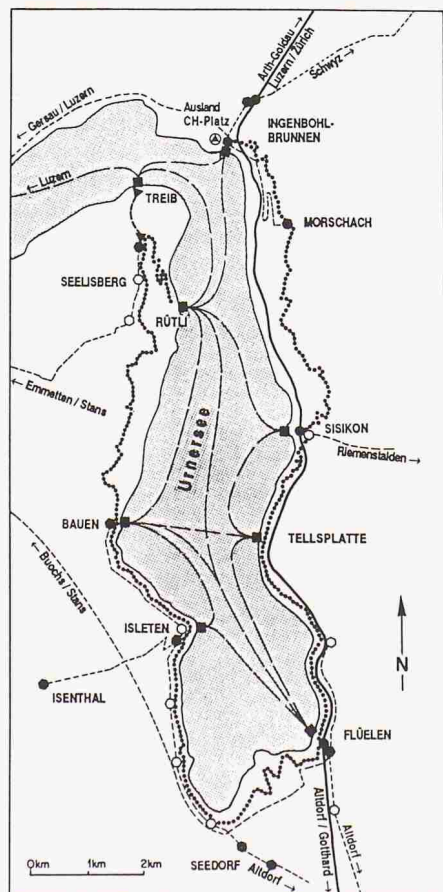 Arth-Goldau →
Luzern/Zürich
Schwyz →
← Gersau / Luzern
Ausland
CH-Platz
INGENBOHL-
BRUNNEN
← Luzern
TREIB
MORSCHACH
SEELISBERG
RÜTLI
← Emmetten / Stans
Urnersee
SISIKON
Riemenstalden →
BAUEN
TELLSPLATTE
← Buochs / Stans
ISLETEN
N
ISENTHAL
FLÜELEN
Altdorf / Gotthard →
Altdorf →
0km 1km 2km
SEEDORF
Altdorf →